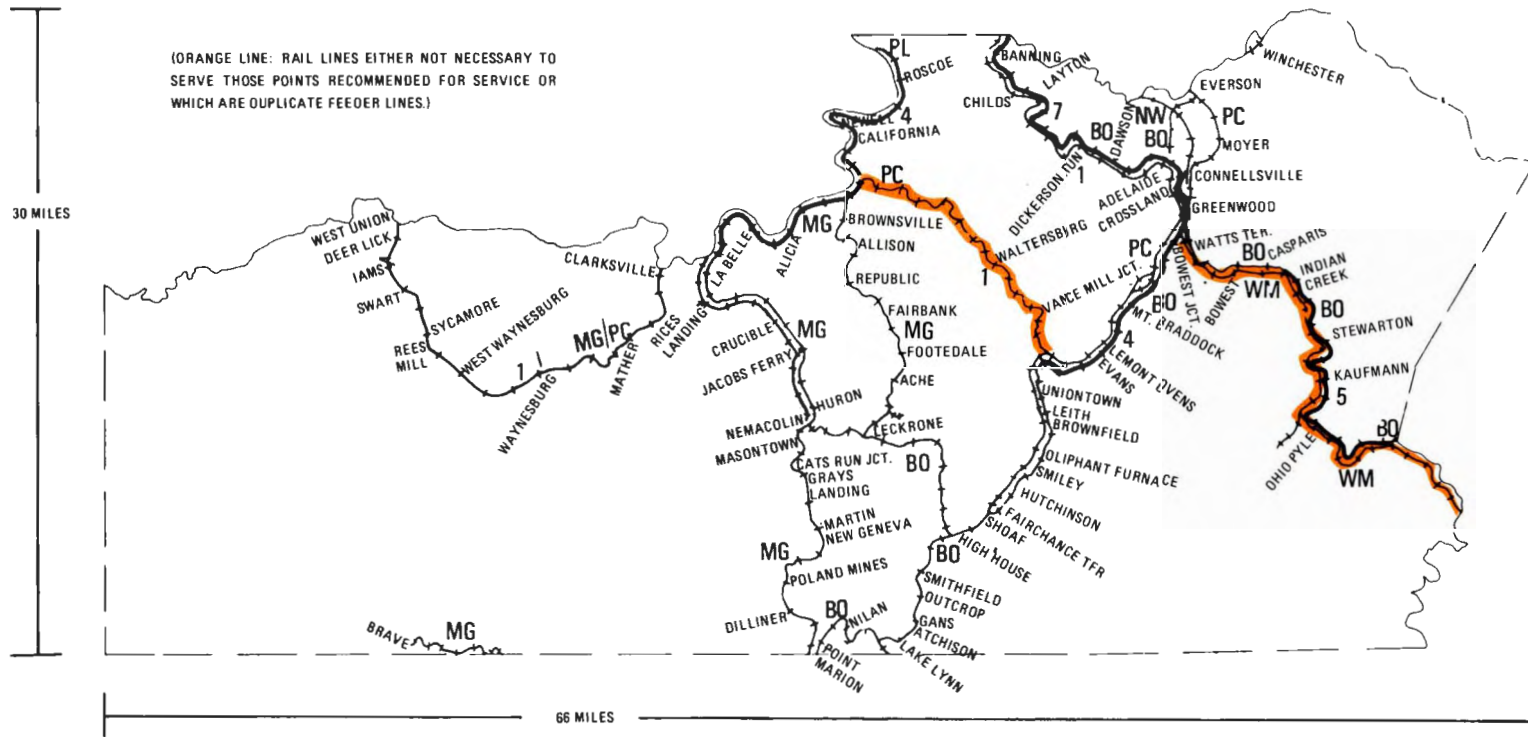 (ORANGE LINE: RAIL LINES EITHER NOT NECESSARY TO
SERVE THOSE POINTS RECOMMENDED FOR SERVICE OR
WHICH ARE DUPLICATE FEEDER LINES.)
30 MILES
66 MILES
PL
ROSCOE
4
NEWELL
CALIFORNIA
BANNING
LAYTON
CHILDS
7
BO
DAWSON
DICKERSON RUN
1
NW
BO
EVERSON
WINCHESTER
PC
MOYER
CONNELLSVILLE
ADELAIDE
CROSSLAND
GREENWOOD
WATTS TER.
BO
CASPARIS
BOWEST JCT.
BOWEST
WM
INDIAN
CREEK
BO
STEWARTON
KAUFMANN
5
OHIO PYLE
BO
WM
PC
BROWNSVILLE
ALLISON
REPUBLIC
FAIRBANK
MG
FOOTEDALE
ACHE
LECKRONE
WALTERSBURG
1
VANCE MILL JCT.
PC
BO
MT. BRADDOCK
4
LEMONT OVENS
EVANS
UNIONTOWN
LEITH
BROWNFIELD
OLIPHANT FURNACE
SMILEY
HUTCHINSON
FAIRCHANCE TFR
SHOAF
HIGH HOUSE
BO
BO
SMITHFIELD
OUTCROP
GANS
ATCHISON
LAKE LYNN
NILAN
BO
POINT
MARION
DILLINER
POLAND MINES
MG
NEW GENEVA
MARTIN
GRAYS
LANDING
CATS RUN JCT.
MASONTOWN
NEMACOLIN
HURON
JACOBS FERRY
CRUCIBLE
MG
RICES
LANDING
LA BELLE
ALICIA
MG
CLARKSVILLE
MATHER
MG/PC
WAYNESBURG
1
WEST WAYNESBURG
SYCAMORE
REES
MILL
SWART
IAMS
DEER LICK
WEST UNION
BRAVE
MG